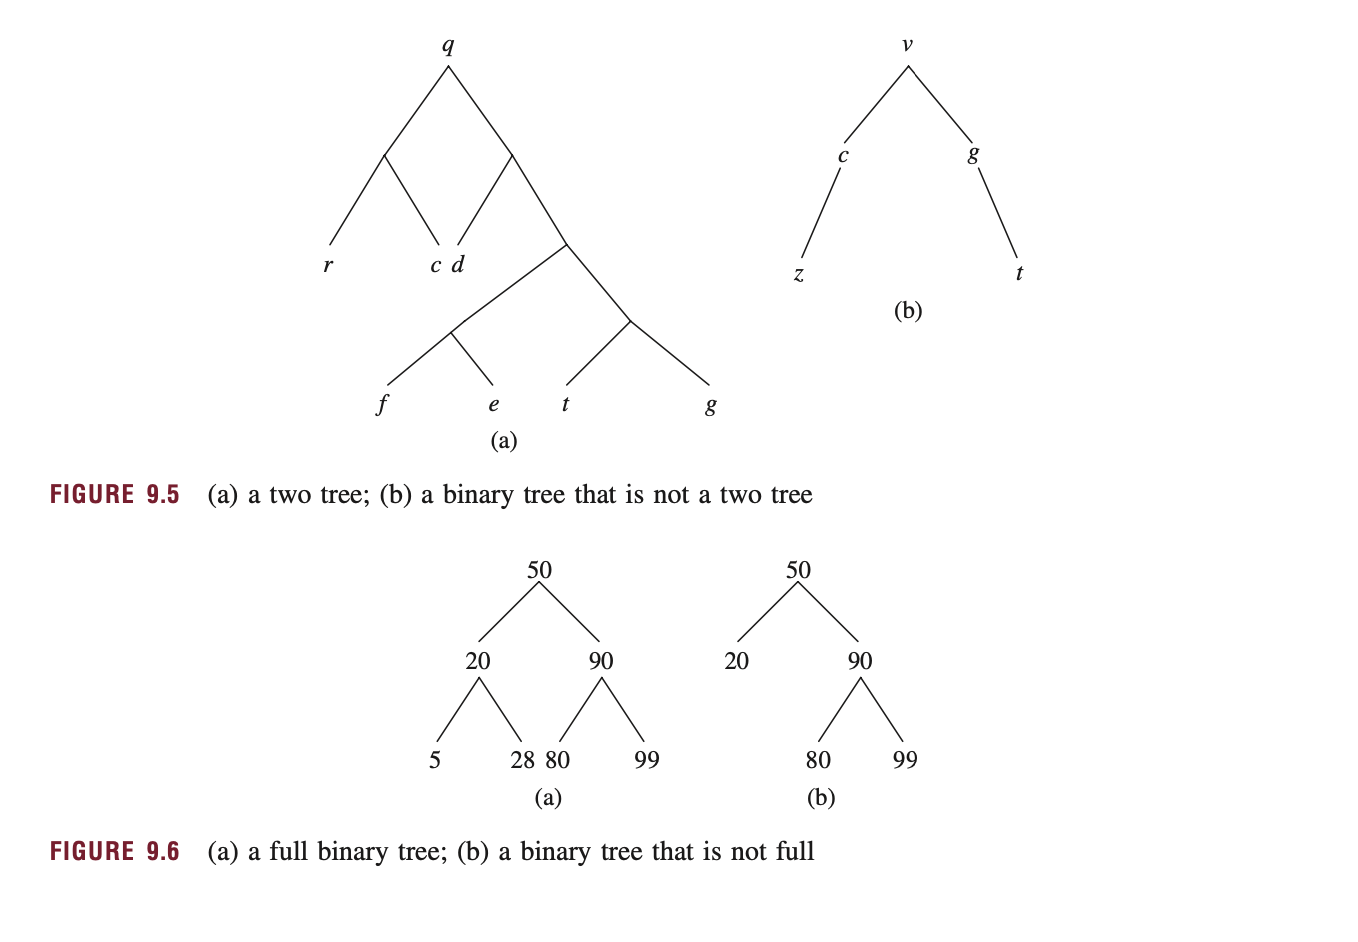 q
v
c
g
r
c d
z
t
(b)
f
e
t
g
(a)
FIGURE 9.5 (a) a two tree; (b) a binary tree that is not a two tree
50
50
20
90
20
90
5
28 80
99
80
99
(a)
(b)
FIGURE 9.6 (a) a full binary tree; (b) a binary tree that is not full